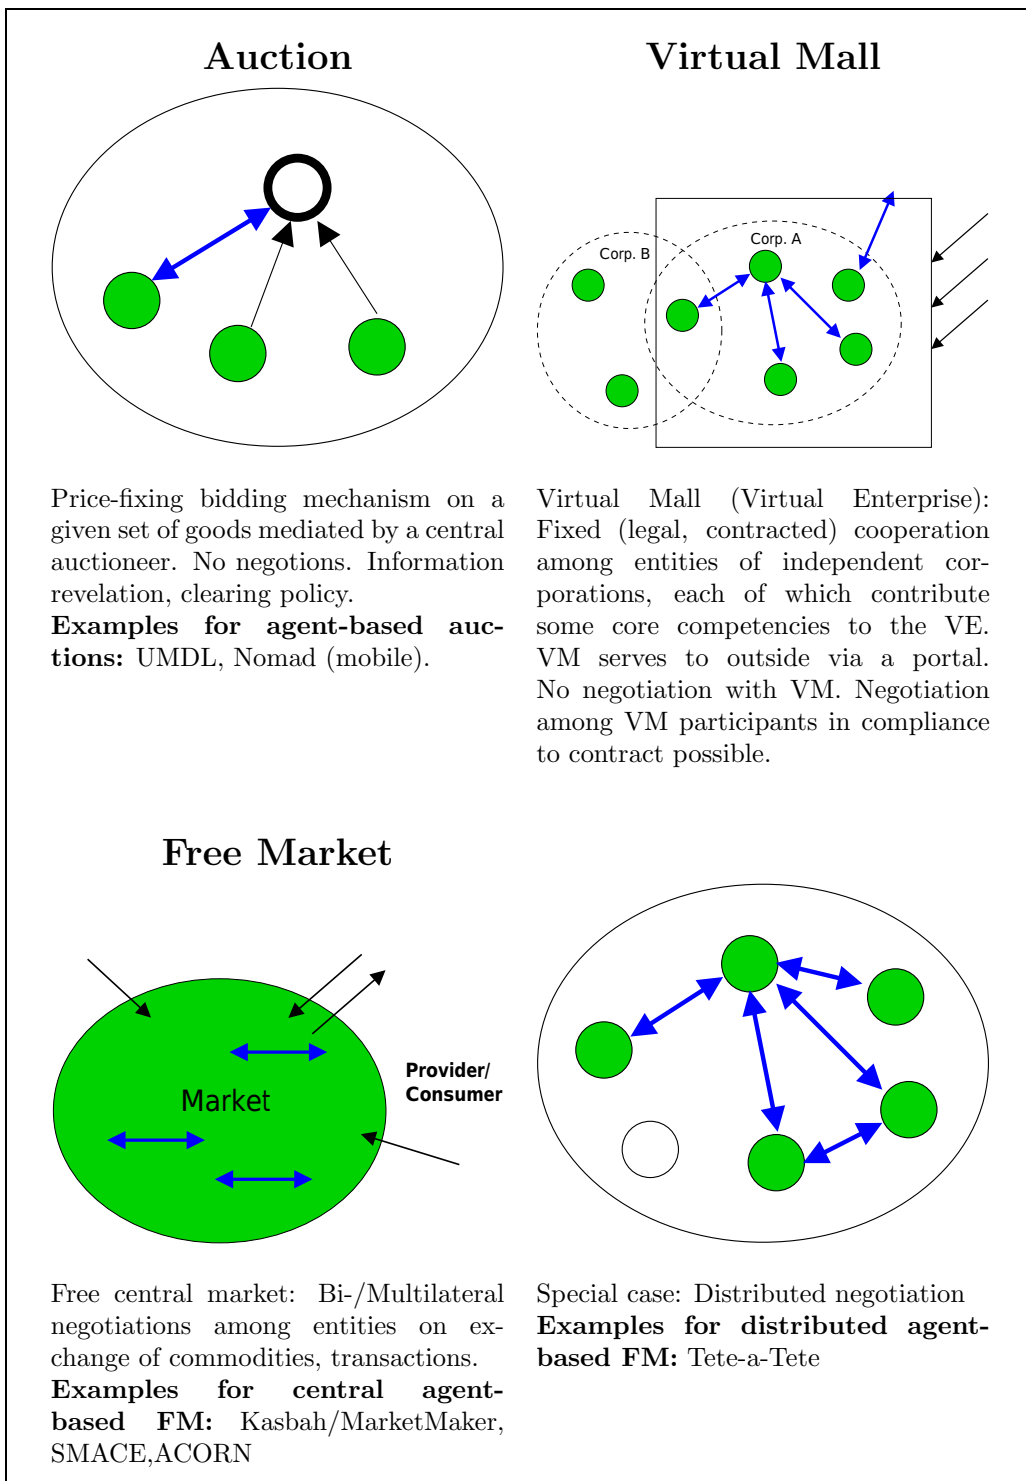 Auction
Virtual Mall
Corp. B
Corp. A
Price-fixing bidding mechanism on a
given set of goods mediated by a central
auctioneer. No negotions. Information
revelation, clearing policy.
Examples for agent-based auc-
tions: UMDL, Nomad (mobile).
Virtual Mall (Virtual Enterprise):
Fixed (legal, contracted) cooperation
among entities of independent cor-
porations, each of which contribute
some core competencies to the VE.
VM serves to outside via a portal.
No negotiation with VM. Negotiation
among VM participants in compliance
to contract possible.
Free Market
Market
Provider/
Consumer
Free central market: Bi-/Multilateral
negotiations among entities on ex-
change of commodities, transactions.
Examples for central agent-
based FM: Kasbah/MarketMaker,
SMACE,ACORN
Special case: Distributed negotiation
Examples for distributed agent-
based FM: Tete-a-Tete